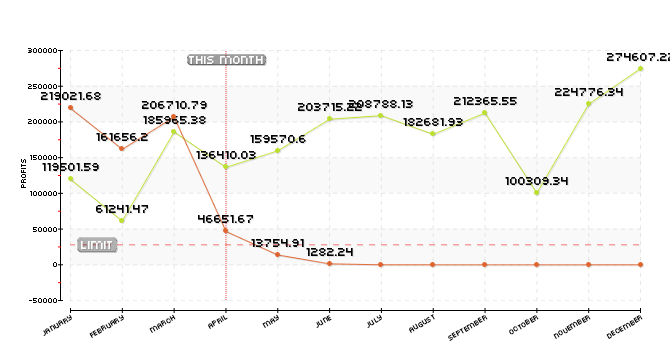 300000
THIS MONTH
274607.22
250000
219021.68
206710.79
203715.22
208788.13
212365.55
224776.34
200000
161656.2
185965.38
182681.93
150000
136410.03
159570.6
119501.59
100309.34
PROFITS
100000
61241.47
46651.67
50000
LIMIT
13754.91
1282.24
0
-50000
JANUARY
FEBRUARY
MARCH
APRIL
MAY
JUNE
JULY
AUGUST
SEPTEMBER
OCTOBER
NOVEMBER
DECEMBER